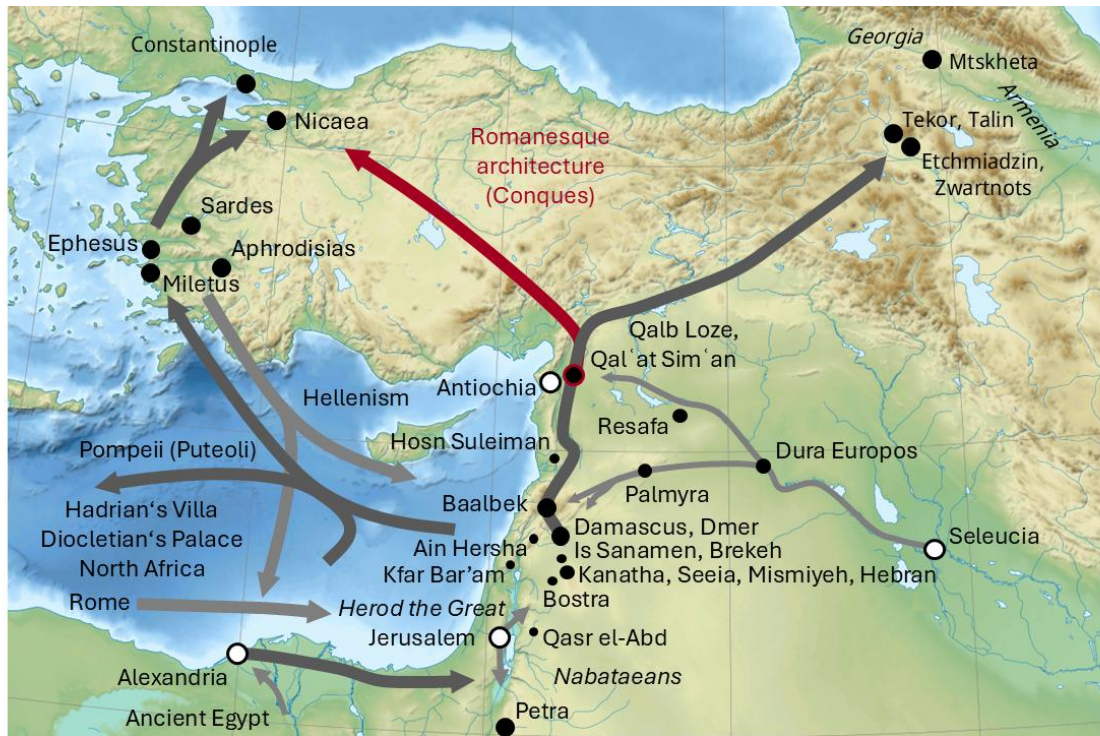 Constantinople
Georgia
Mtskheta
Armenia
Nicaea
Tekor, Talin
Romanesque
architecture
(Conques)
Etchmiadzin,
Zwartnots
Sardes
Ephesus
Aphrodisias
Miletus
Qalb Loze,
Qalʿat Simʿan
Antiochia
Hellenism
Resafa
Hosn Suleiman
Pompeii (Puteoli)
Dura Europos
Palmyra
Baalbek
Hadrian‘s Villa
Diocletian‘s Palace
North Africa
Damascus, Dmer
Seleucia
Ain Hersha
Is Sanamen, Brekeh
Kfar Bar’am
Kanatha, Seeia, Mismiyeh, Hebran
Bostra
Rome
Herod the Great
Jerusalem
Qasr el-Abd
Alexandria
Nabataeans
Ancient Egypt
Petra